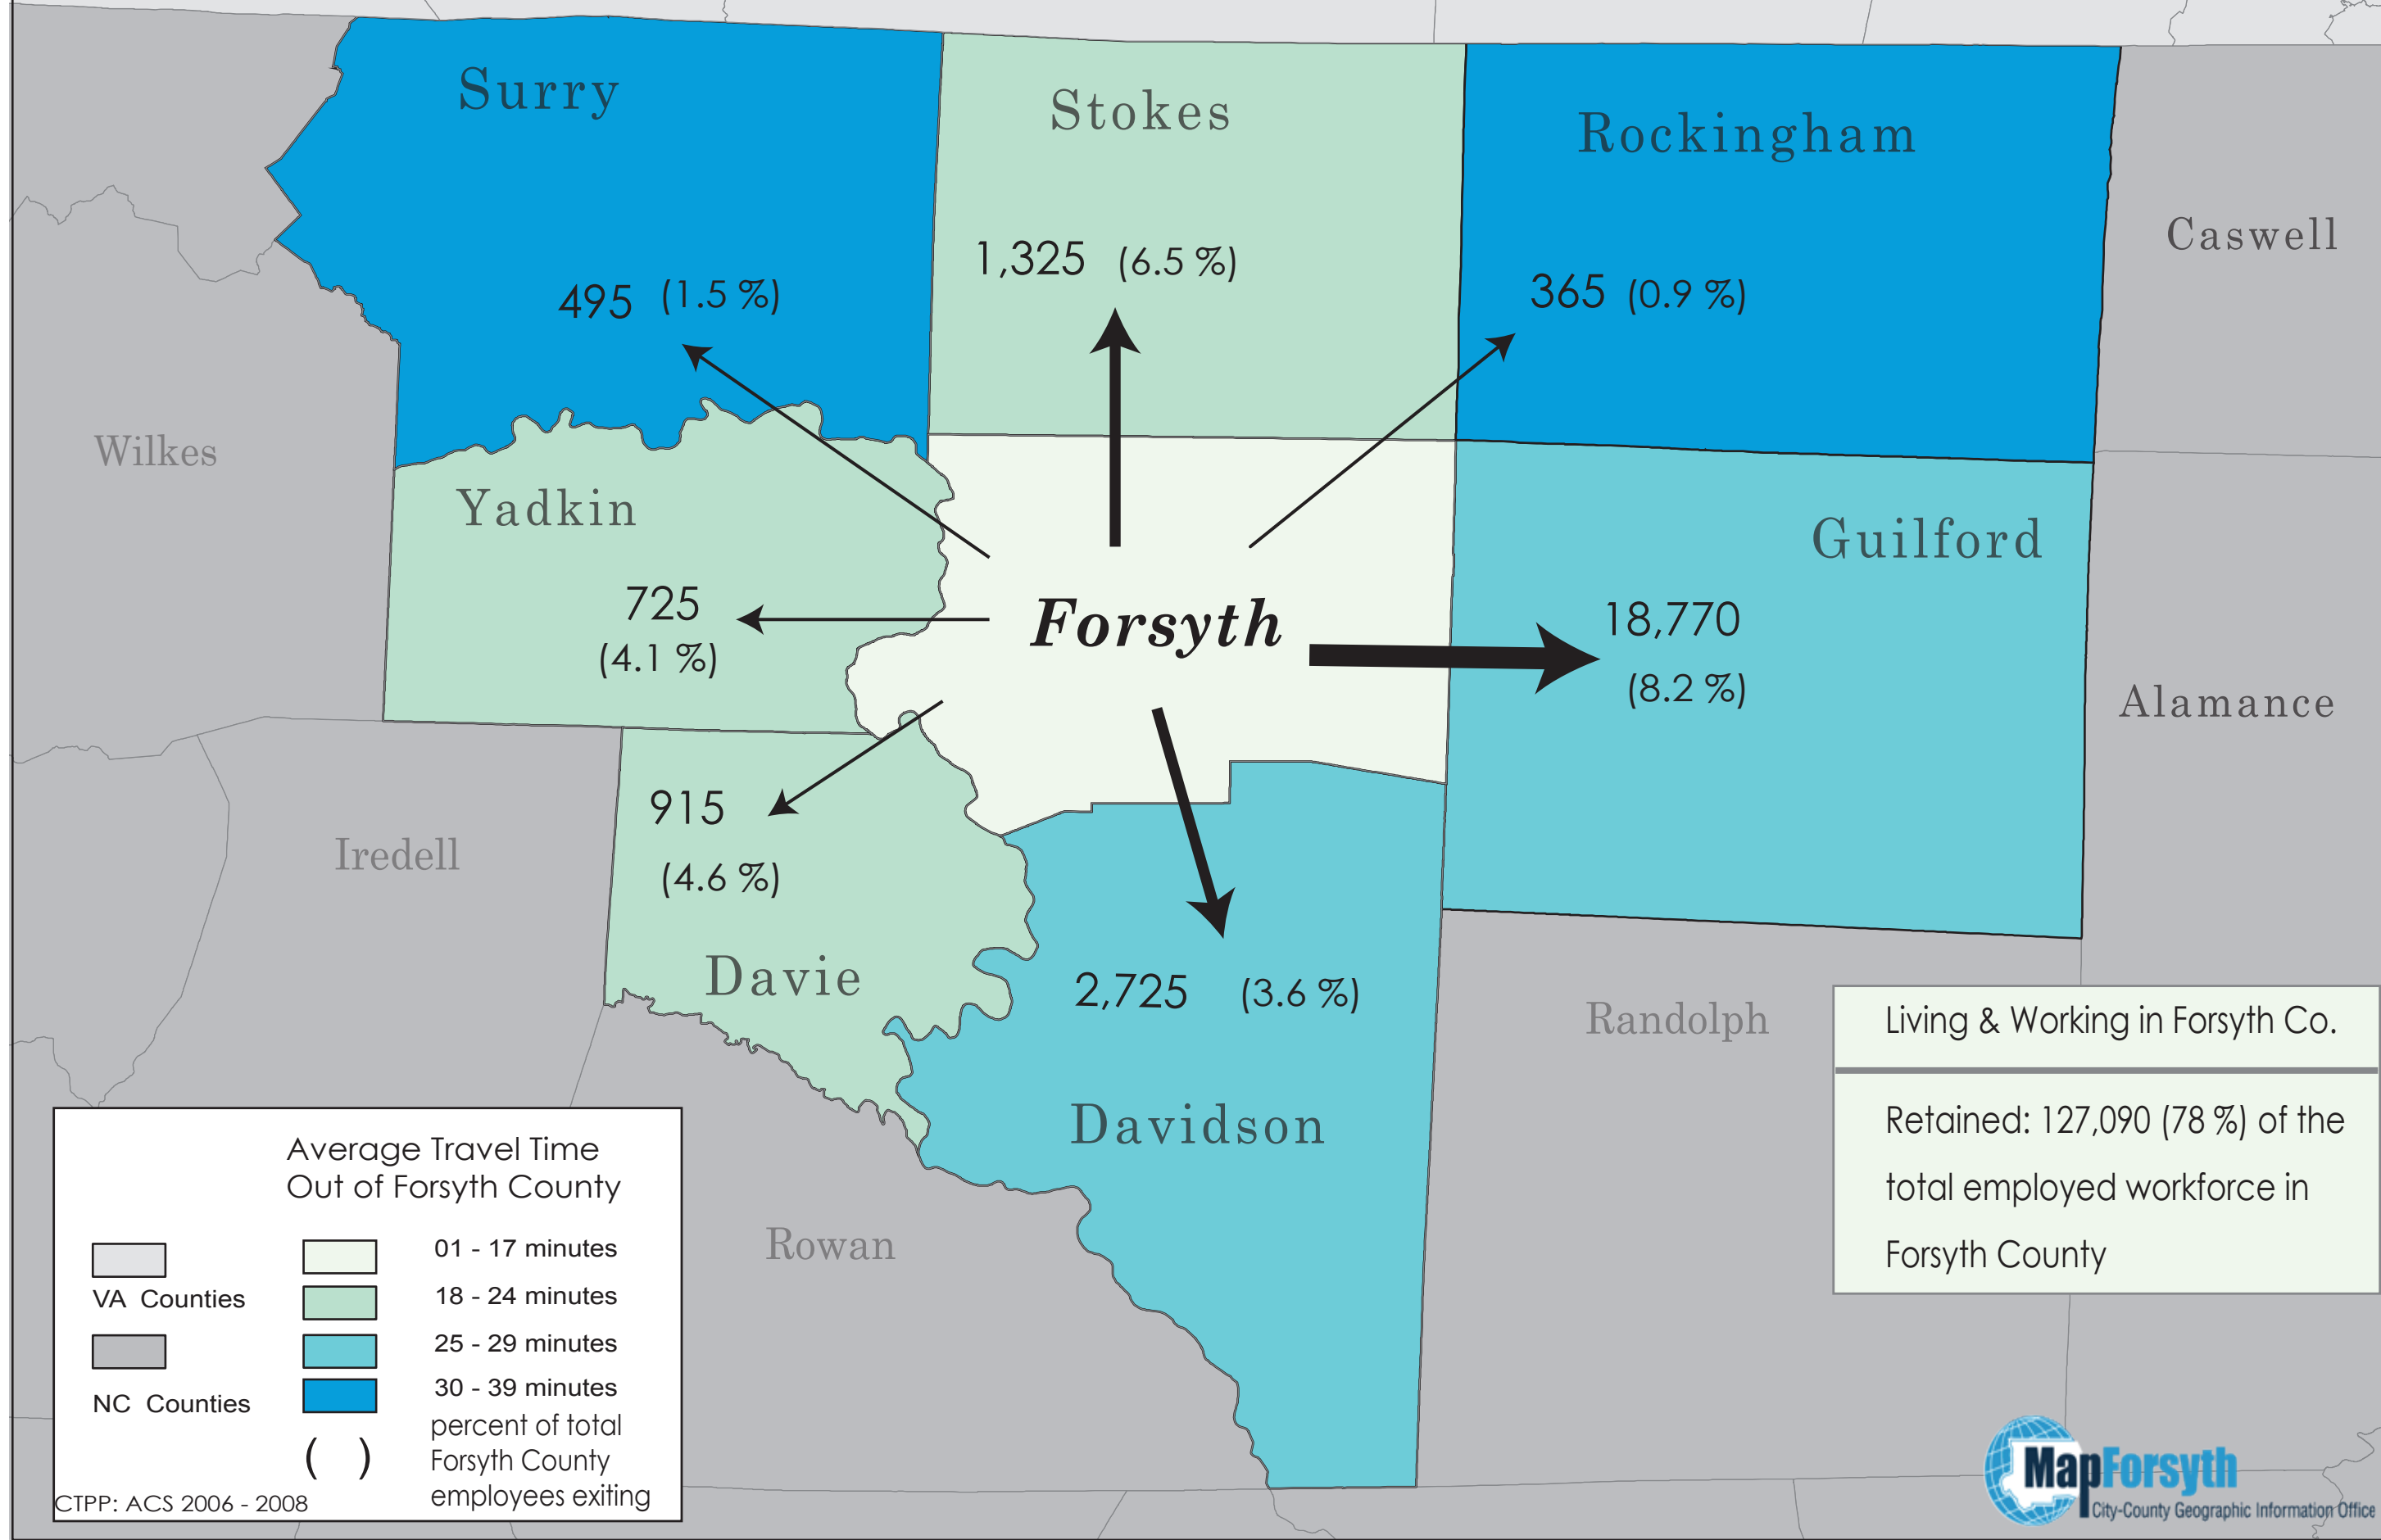 Surry
Stokes
Rockingham
Caswell
1,325 (6.5 %)
495 (1.5 %)
365 (0.9 %)
Wilkes
Yadkin
Guilford
725
(4.1 %)
Forsyth
18,770
(8.2 %)
Alamance
915
(4.6 %)
Iredell
Davie
2,725 (3.6 %)
Randolph
Davidson
Rowan
Living & Working in Forsyth Co.
Retained: 127,090 (78 %) of the
total employed workforce in
Forsyth County
Average Travel Time
Out of Forsyth County
VA Counties
NC Counties
01 - 17 minutes
18 - 24 minutes
25 - 29 minutes
30 - 39 minutes
( )
percent of total
Forsyth County
employees exiting
CTPP: ACS 2006 - 2008
MapForsyth
City-County Geographic Information Office